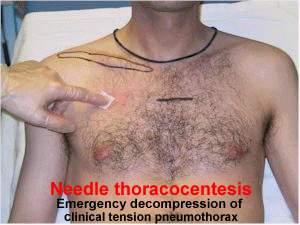 Needle thoracocentesis
Emergency decompression of
clinical tension pneumothorax